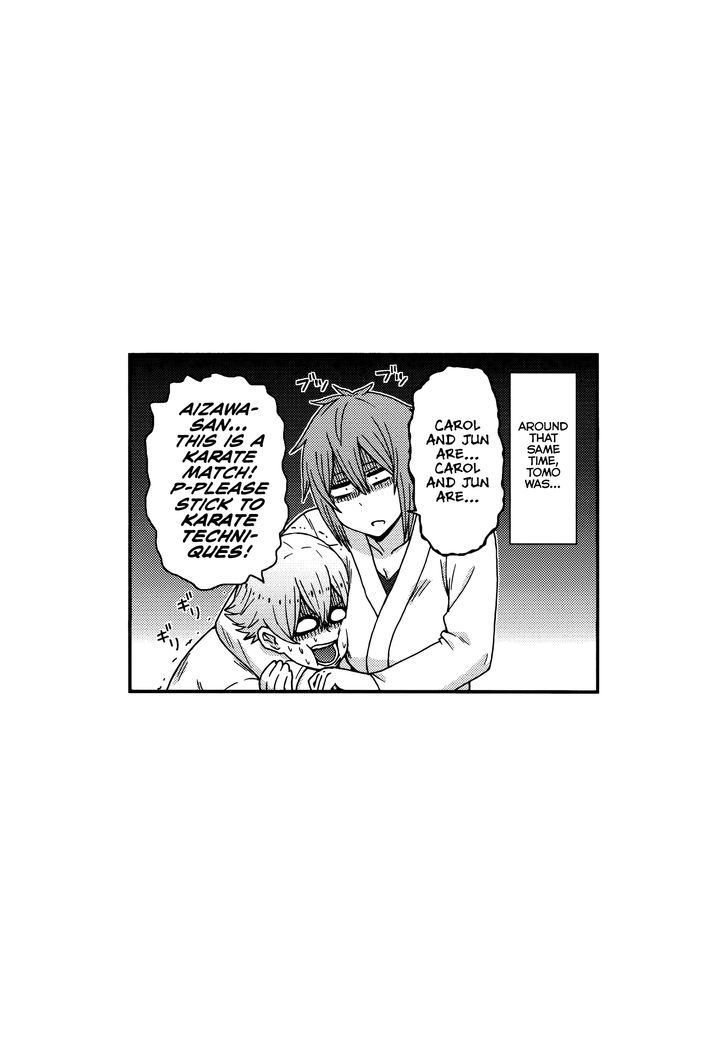 AROUND
THAT
SAME
TIME, TOMO
WAS...
CAROL
AND JUN
ARE...
CAROL
AND JUN
ARE...
ブツ
ブツ
AIZAWA-
SAN...
THIS IS A
KARATE
MATCH!
P-PLEASE
STICK TO
KARATE
TECHNI-
QUES!
ギリ
ギリ